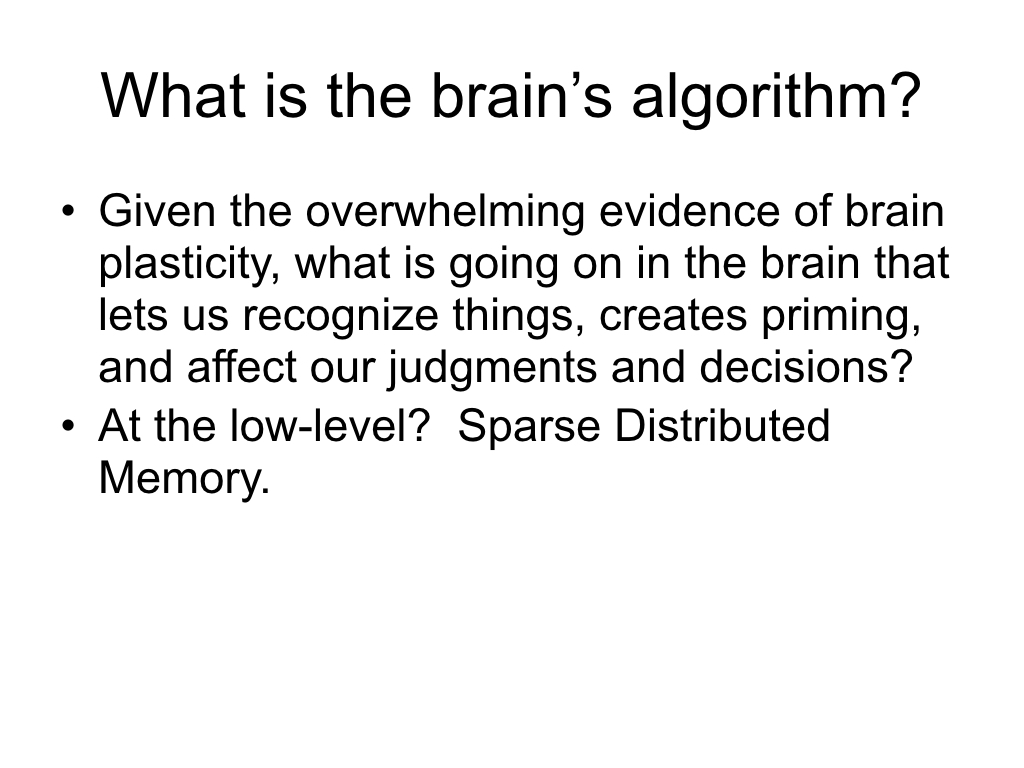 What is the brain’s algorithm?
• Given the overwhelming evidence of brain
plasticity, what is going on in the brain that
lets us recognize things, creates priming,
and affect our judgments and decisions?
• At the low-level?  Sparse Distributed
Memory.